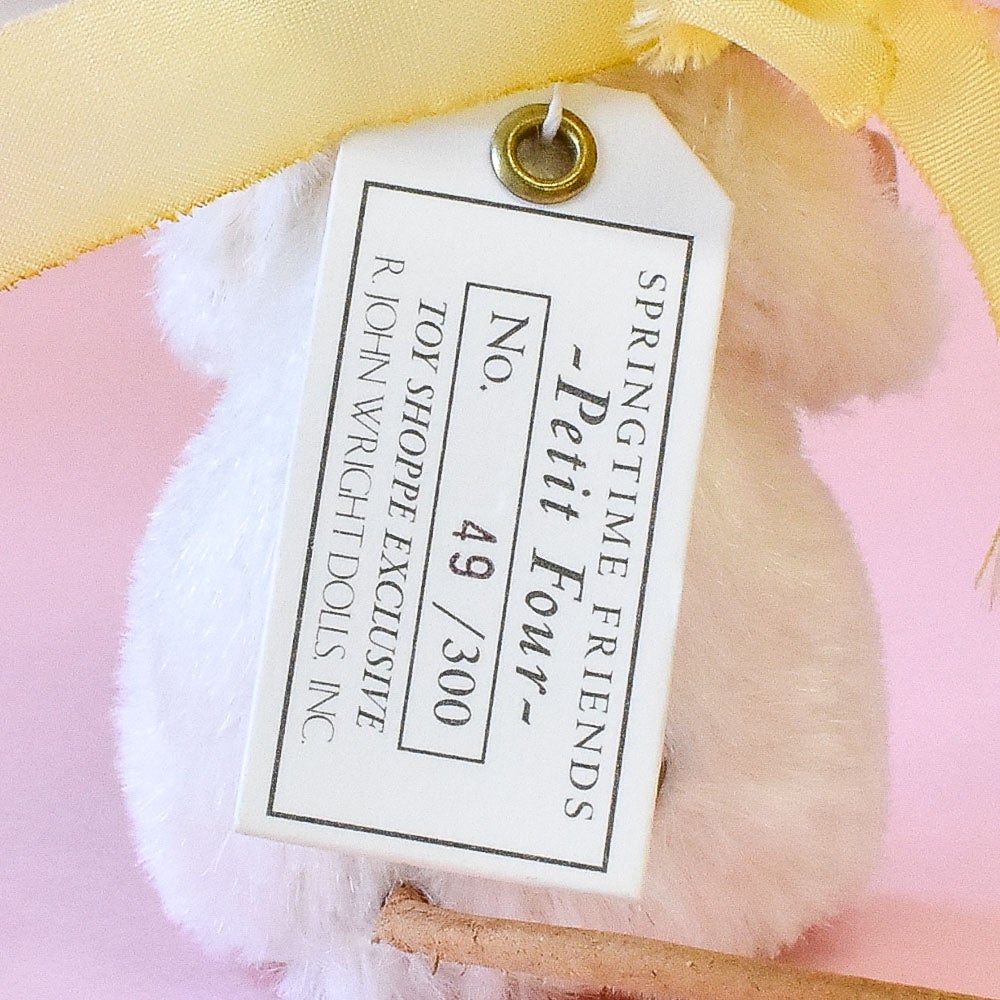 SPRINGTIME FRIENDS
-Petit Four-
No. 49 /300
TOY SHOPPE EXCLUSIVE
R. JOHN WRIGHT DOLLS, INC.